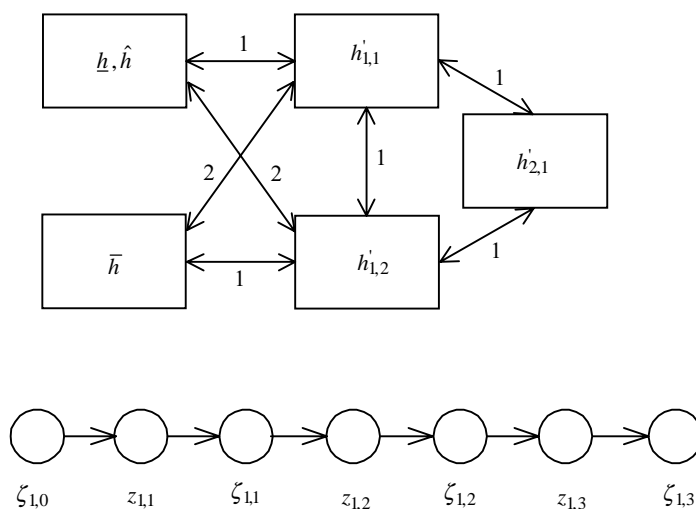 1
h̲, ĥ
h'₁,₁
1
1
h'₂,₁
2
2
h̅
1
h'₁,₂
1
ζ₁,₀ z₁,₁ ζ₁,₁ z₁,₂ ζ₁,₂ z₁,₃ ζ₁,₃